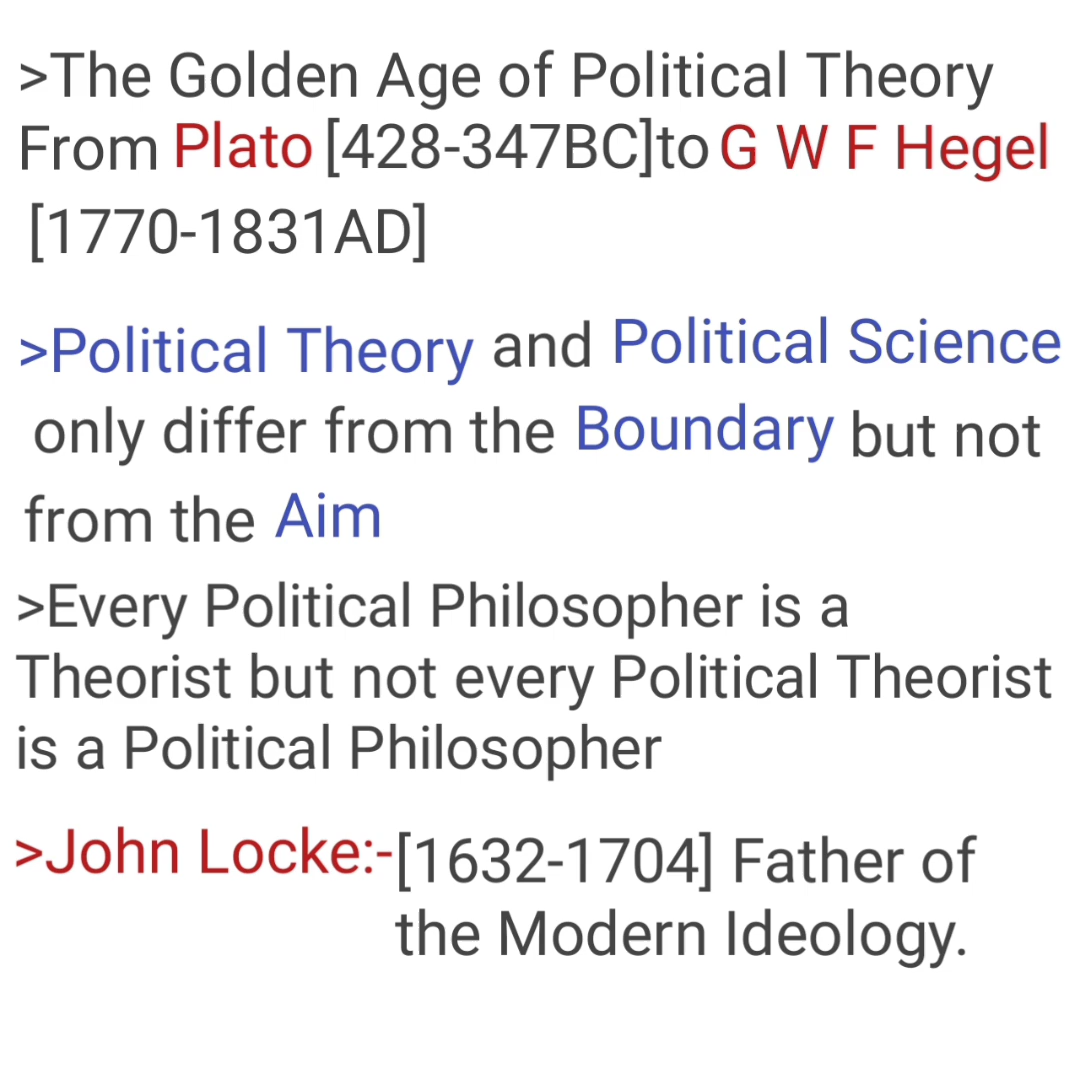 >The Golden Age of Political Theory
From Plato [428-347BC]to G W F Hegel
[1770-1831AD]
>Political Theory and Political Science
only differ from the Boundary but not
from the Aim
>Every Political Philosopher is a
Theorist but not every Political Theorist
is a Political Philosopher
>John Locke:-[1632-1704] Father of
the Modern Ideology.